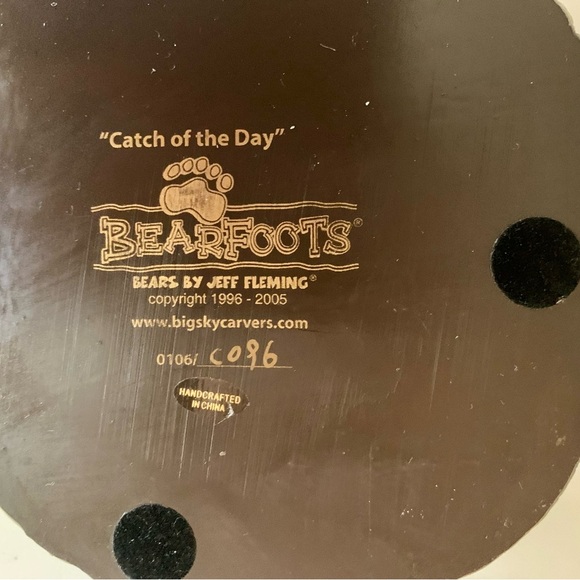 "Catch of the Day"
BEARFOOTS®
BEARS BY JEFF FLEMING®
copyright 1996 - 2005
www.bigskycarvers.com
0106/ C096
HANDCRAFTED
IN CHINA